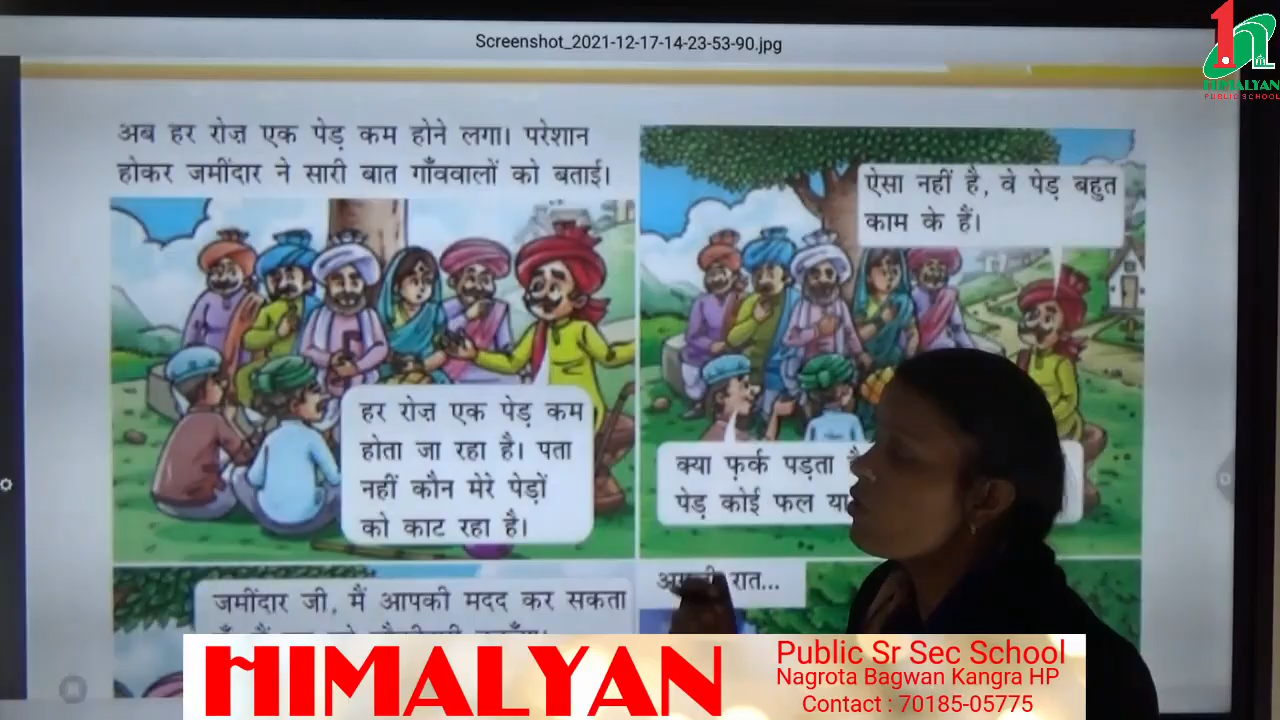 Screenshot_2021-12-17-14-23-53-90.jpg
1
HIMALYAN
PUBLIC SCHOOL
अब हर रोज़ एक पेड़ कम होने लगा। परेशान
होकर जमींदार ने सारी बात गाँववालों को बताई।
हर रोज़ एक पेड़ कम
होता जा रहा है। पता
नहीं कौन मेरे पेड़ों
को काट रहा है।
ऐसा नहीं है, वे पेड़ बहुत
काम के हैं।
क्या फ़र्क पड़ता
पेड़ कोई फल या
जमींदार जी, मैं आपकी मदद कर सकता
रात...
HIMALYAN
Public Sr Sec School
Nagrota Bagwan Kangra HP
Contact : 70185-05775